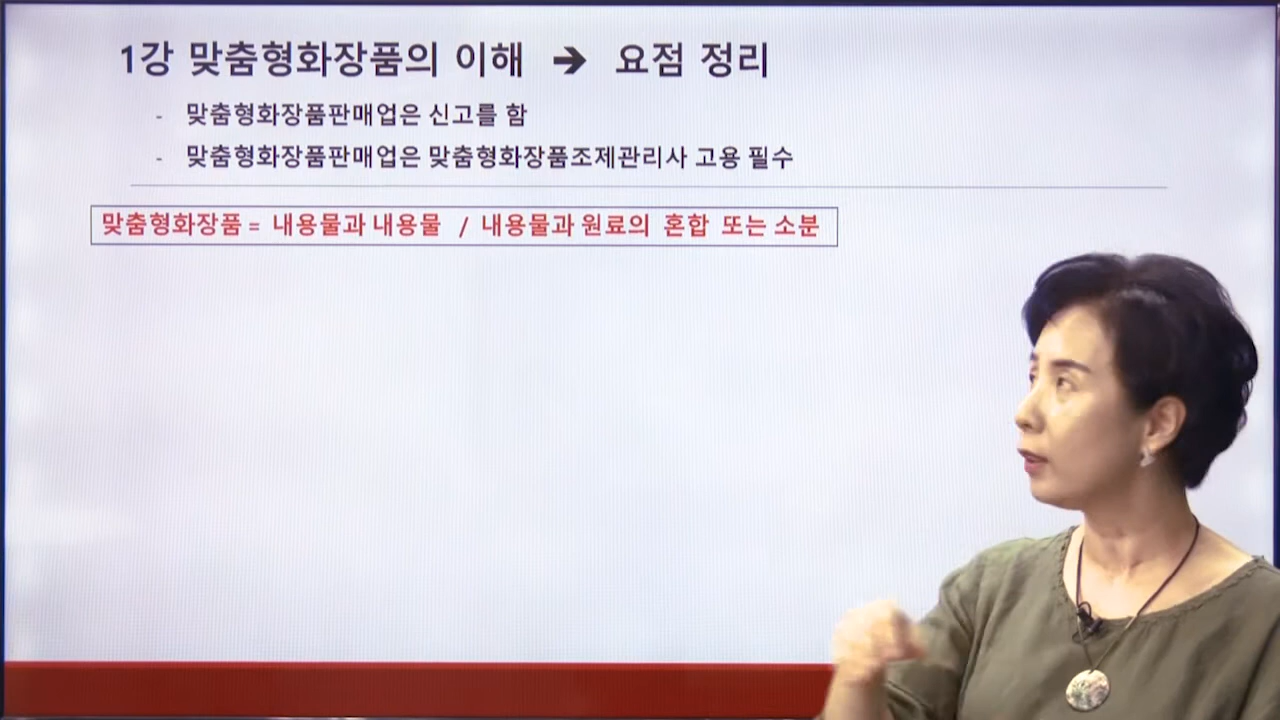 1강 맞춤형화장품의 이해 ➔ 요점 정리
- 맞춤형화장품판매업은 신고를 함
- 맞춤형화장품판매업은 맞춤형화장품조제관리사 고용 필수
맞춤형화장품 = 내용물과 내용물 / 내용물과 원료의 혼합 또는 소분